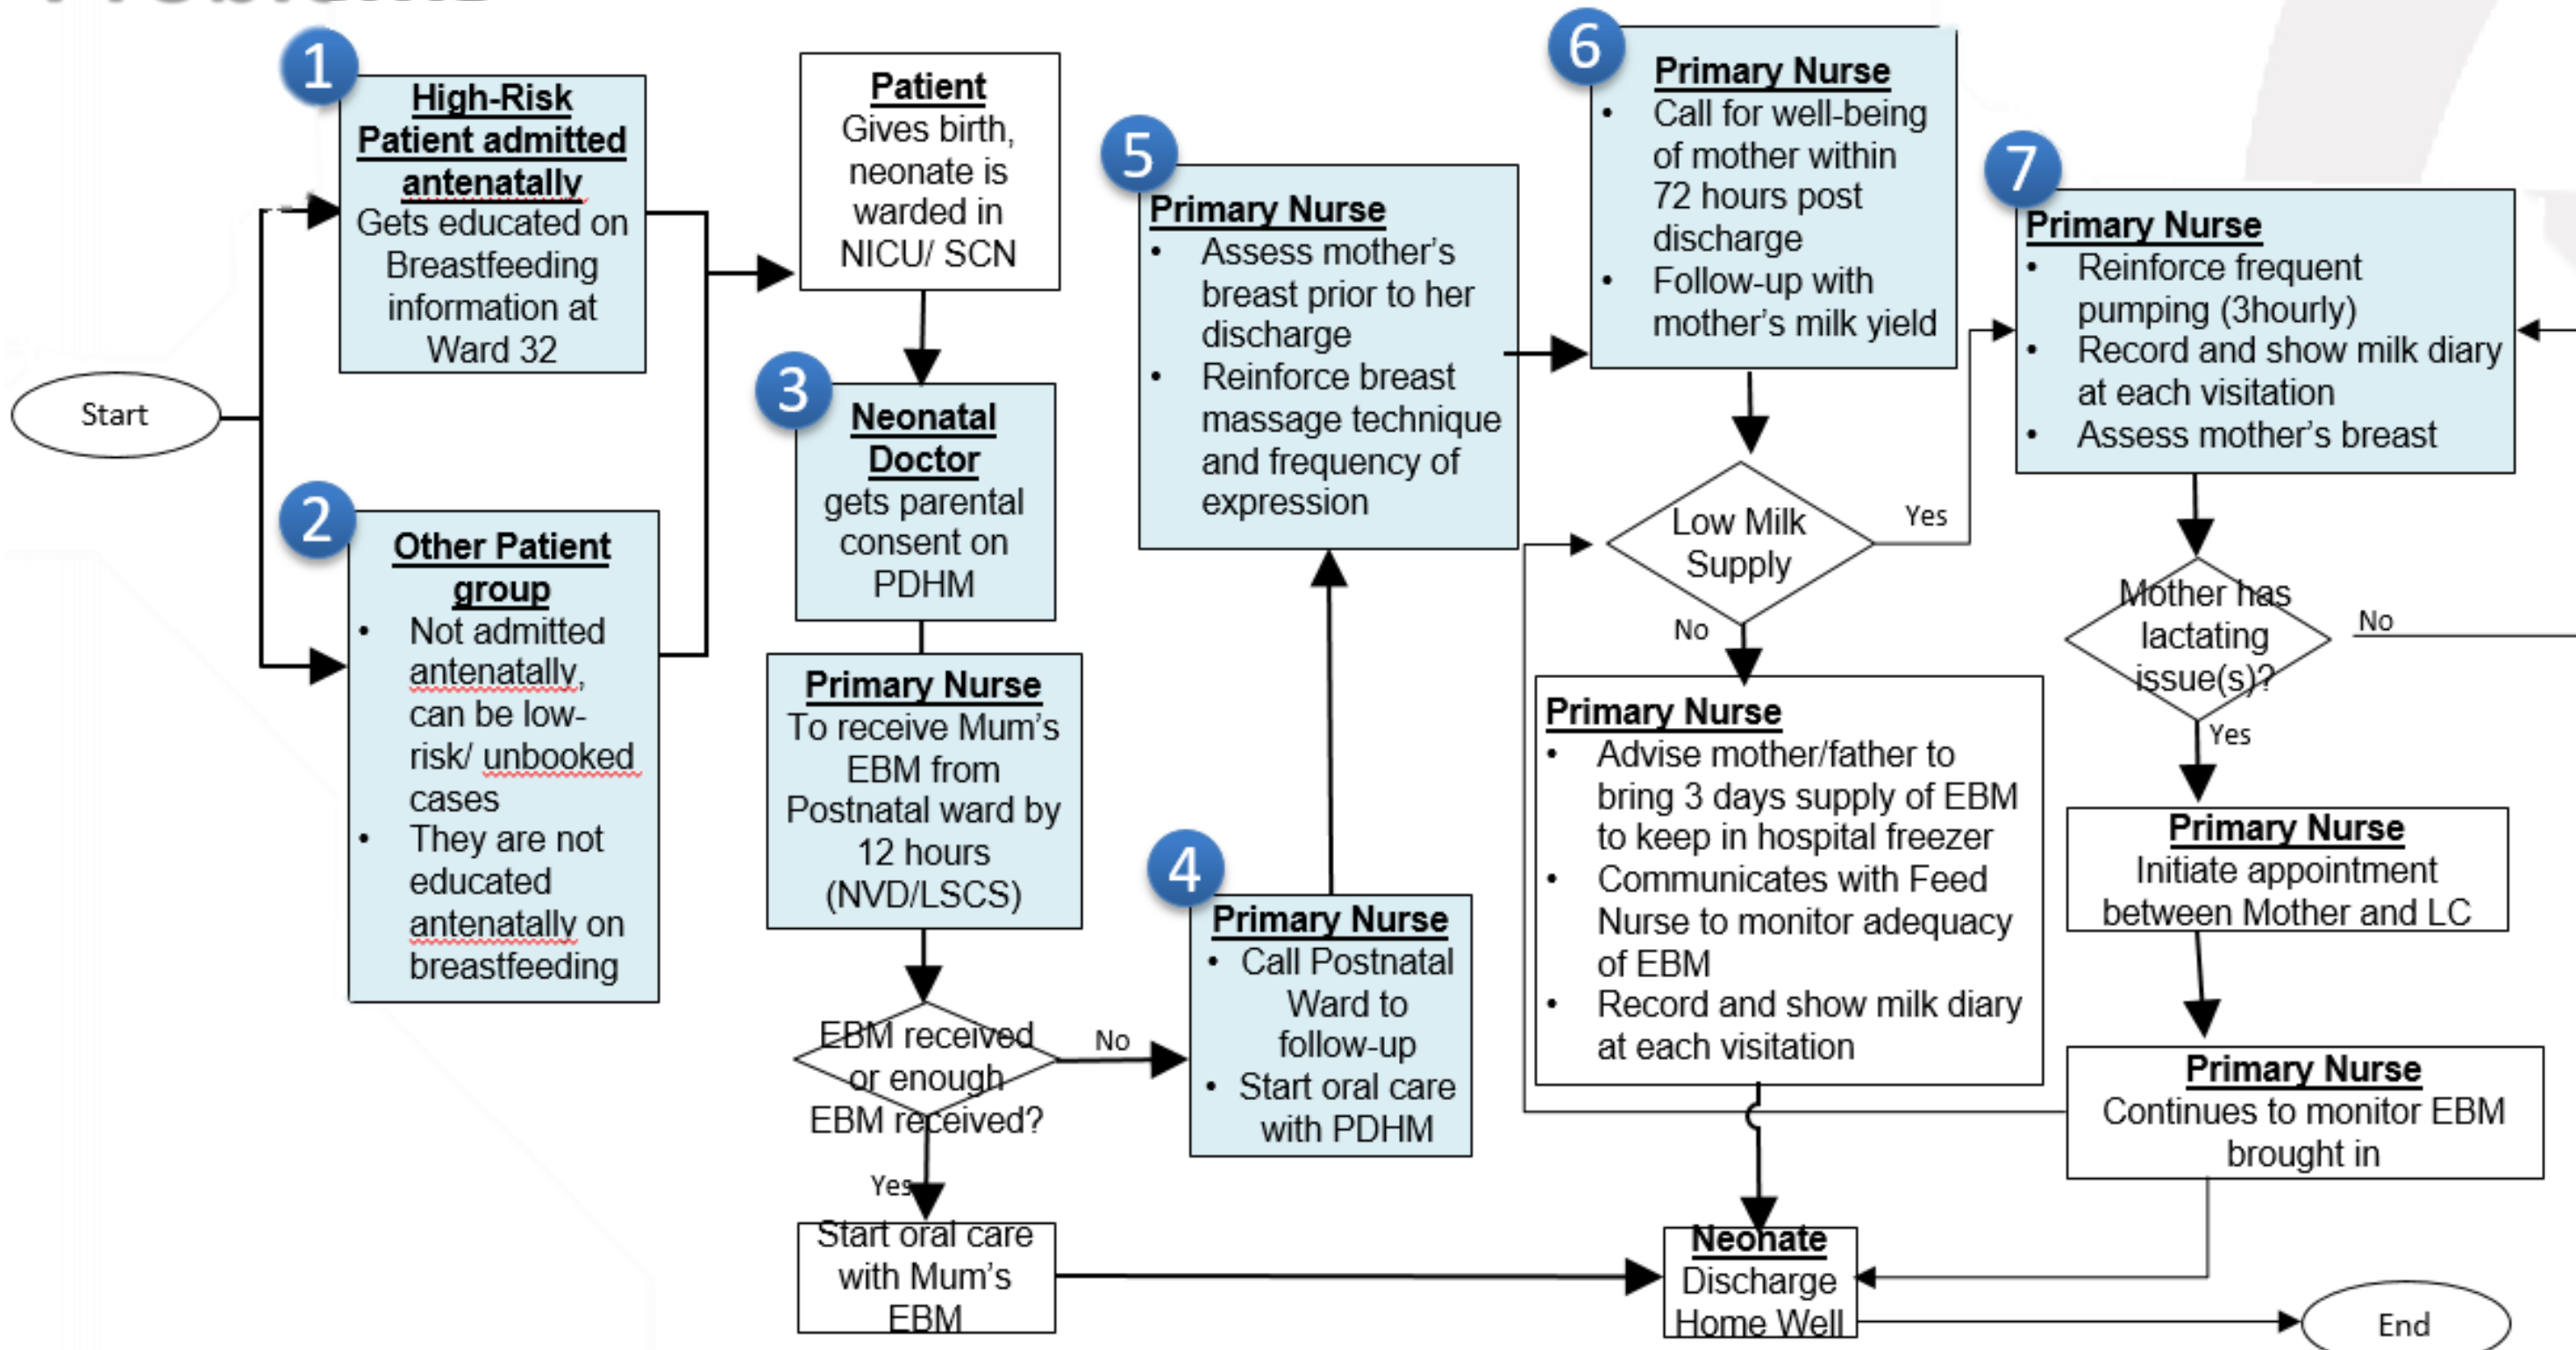 1
High-Risk
Patient admitted
antenatally
Gets educated on
Breastfeeding
information at
Ward 32
Start
2
Other Patient
group
• Not admitted
antenatally,
can be low-
risk/ unbooked
cases
• They are not
educated
antenatally on
breastfeeding
Patient
Gives birth,
neonate is
warded in
NICU/ SCN
3
Neonatal
Doctor
gets parental
consent on
PDHM
Primary Nurse
To receive Mum's
EBM from
Postnatal ward by
12 hours
(NVD/LSCS)
EBM received
or enough
EBM received?
No
Yes
Start oral care
with Mum's
EBM
4
Primary Nurse
• Call Postnatal
Ward to
follow-up
• Start oral care
with PDHM
5
Primary Nurse
• Assess mother's
breast prior to her
discharge
• Reinforce breast
massage technique
and frequency of
expression
6
Primary Nurse
• Call for well-being
of mother within
72 hours post
discharge
• Follow-up with
mother's milk yield
Low Milk
Supply
Yes
No
Primary Nurse
• Advise mother/father to
bring 3 days supply of EBM
to keep in hospital freezer
• Communicates with Feed
Nurse to monitor adequacy
of EBM
• Record and show milk diary
at each visitation
7
Primary Nurse
• Reinforce frequent
pumping (3hourly)
• Record and show milk diary
at each visitation
• Assess mother's breast
Mother has
lactating
issue(s)?
No
Yes
Primary Nurse
Initiate appointment
between Mother and LC
Primary Nurse
Continues to monitor EBM
brought in
Neonate
Discharge
Home Well
End